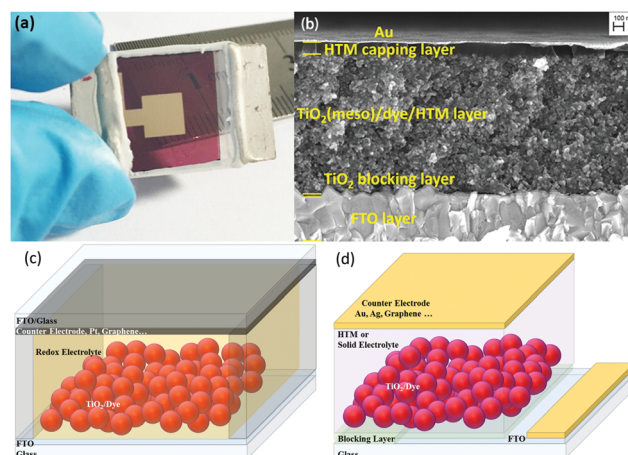 (a)
(b)
100 n
Au
HTM capping layer
TiO₂(meso)/dye/HTM layer
TiO₂ blocking layer
FTO layer
(c)
FTO/Glass
Counter Electrode, Pt, Graphene...
Redox Electrolyte
TiO₂/Dye
FTO
Glass
(d)
Counter Electrode
Au, Ag, Graphene ...
HTM or
Solid Electrolyte
TiO₂/Dye
Blocking Layer
FTO
Glass